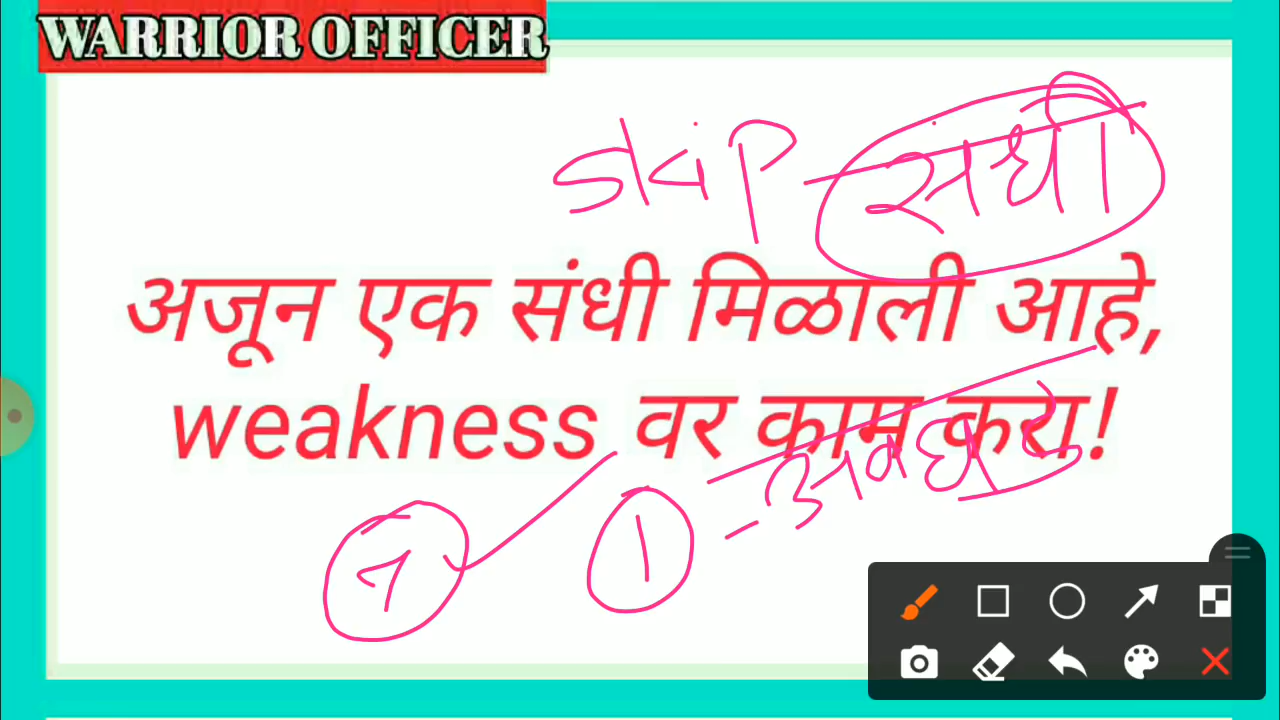 WARRIOR OFFICER
skip संधी
अजून एक संधी मिळाली आहे,
weakness वर काम करा!
7 1